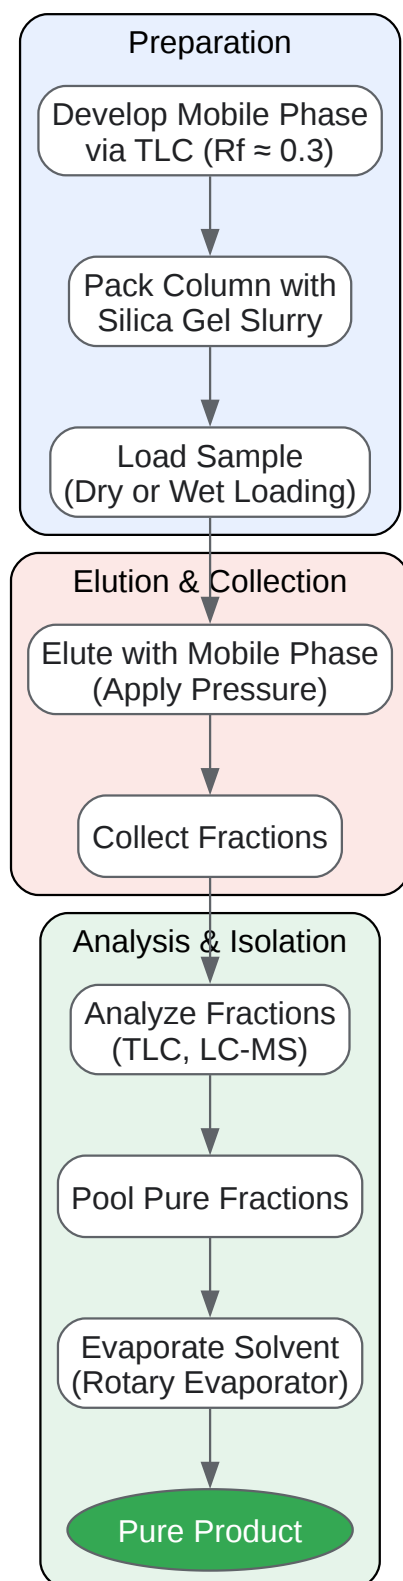 Preparation
Develop Mobile Phase
via TLC (Rf ≈ 0.3)
Pack Column with
Silica Gel Slurry
Load Sample
(Dry or Wet Loading)
Elution & Collection
Elute with Mobile Phase
(Apply Pressure)
Collect Fractions
Analysis & Isolation
Analyze Fractions
(TLC, LC-MS)
Pool Pure Fractions
Evaporate Solvent
(Rotary Evaporator)
Pure Product